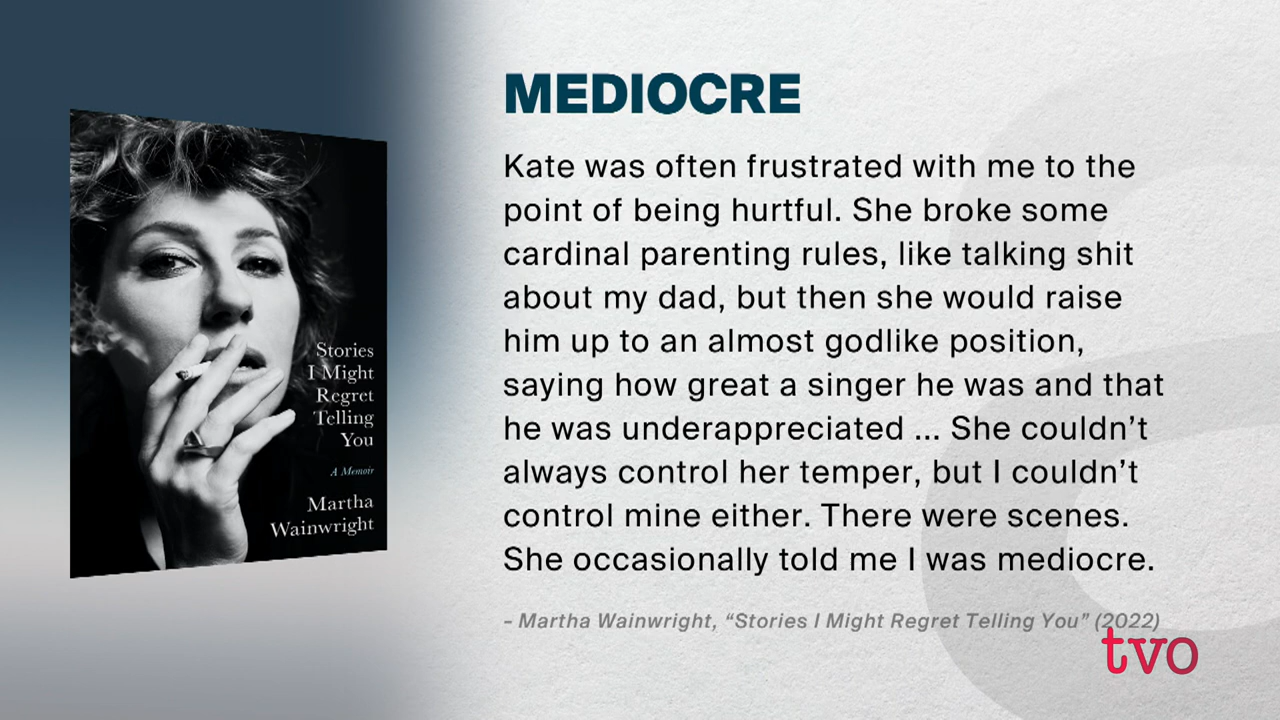 MEDIOCRE
Kate was often frustrated with me to the
point of being hurtful. She broke some
cardinal parenting rules, like talking shit
about my dad, but then she would raise
him up to an almost godlike position,
saying how great a singer he was and that
he was underappreciated ... She couldn’t
always control her temper, but I couldn’t
control mine either. There were scenes.
She occasionally told me I was mediocre.
– Martha Wainwright, “Stories I Might Regret Telling You” (2022)
tvo
Stories
I Might
Regret
Telling
You
A Memoir
Martha
Wainwright